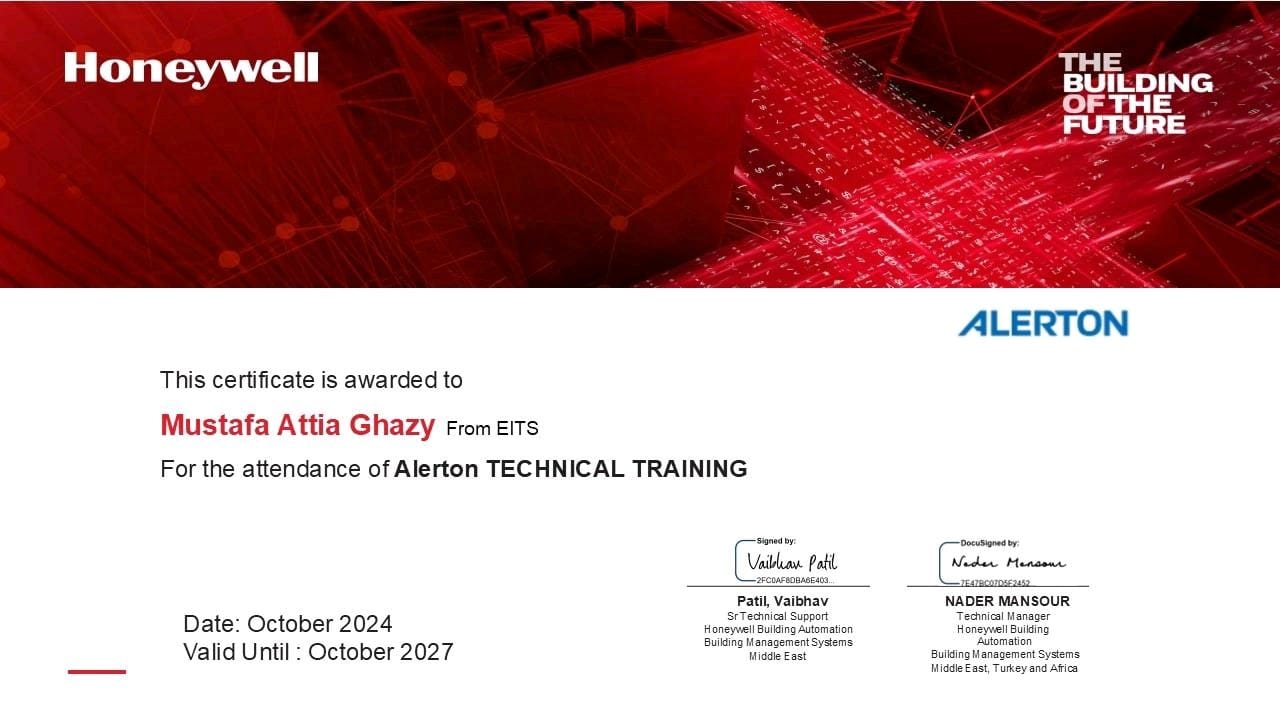 Honeywell
THE
BUILDING
OF THE
FUTURE
ALERTON
This certificate is awarded to
Mustafa Attia Ghazy From EITS
For the attendance of Alerton TECHNICAL TRAINING
Signed by:
Vaibhav Patil
2FC0AF8DBA6E403...
Patil, Vaibhav
Sr Technical Support
Honeywell Building Automation
Building Management Systems
Middle East
DocuSigned by:
Nader Mansour
7E47BC07D5F2452...
NADER MANSOUR
Technical Manager
Honeywell Building
Automation
Building Management Systems
Middle East, Turkey and Africa
Date: October 2024
Valid Until : October 2027